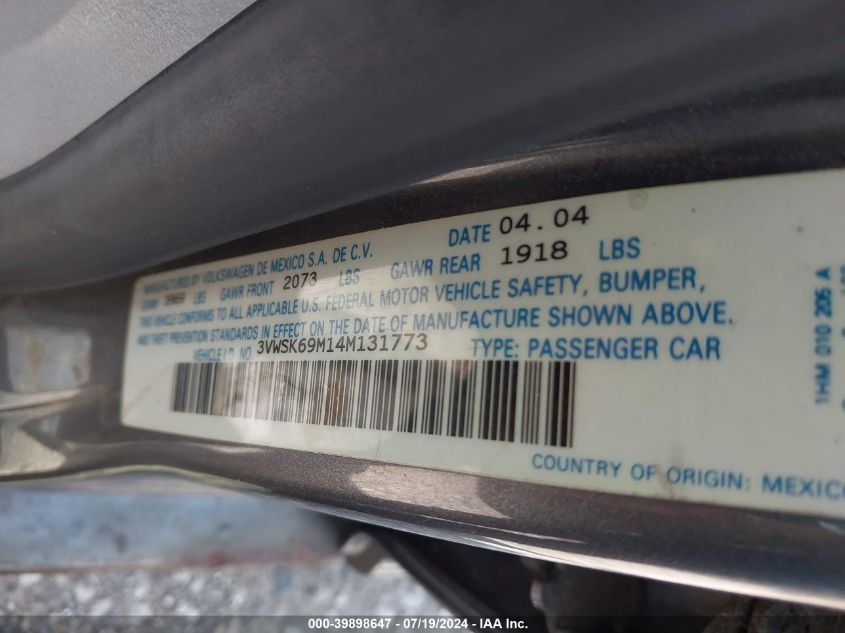 MANUFACTURED BY VOLKSWAGEN DE MEXICO S.A. DE C.V. DATE 04.04
GVWR 3969 LBS GAWR FRONT 2073 LBS GAWR REAR 1918 LBS
THIS VEHICLE CONFORMS TO ALL APPLICABLE U.S. FEDERAL MOTOR VEHICLE SAFETY, BUMPER,
AND THEFT PREVENTION STANDARDS IN EFFECT ON THE DATE OF MANUFACTURE SHOWN ABOVE.
VEHICLE I.D. NO. 3VWSK69M14M131773 TYPE: PASSENGER CAR
COUNTRY OF ORIGIN: MEXICO
1HM 010 205 A
000-39898647 / 07/19/2024 - IAA Inc.